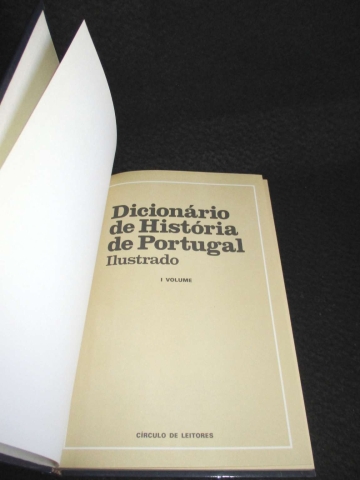 Dicionário
de História
de Portugal
Ilustrado
I VOLUME
CÍRCULO DE LEITORES